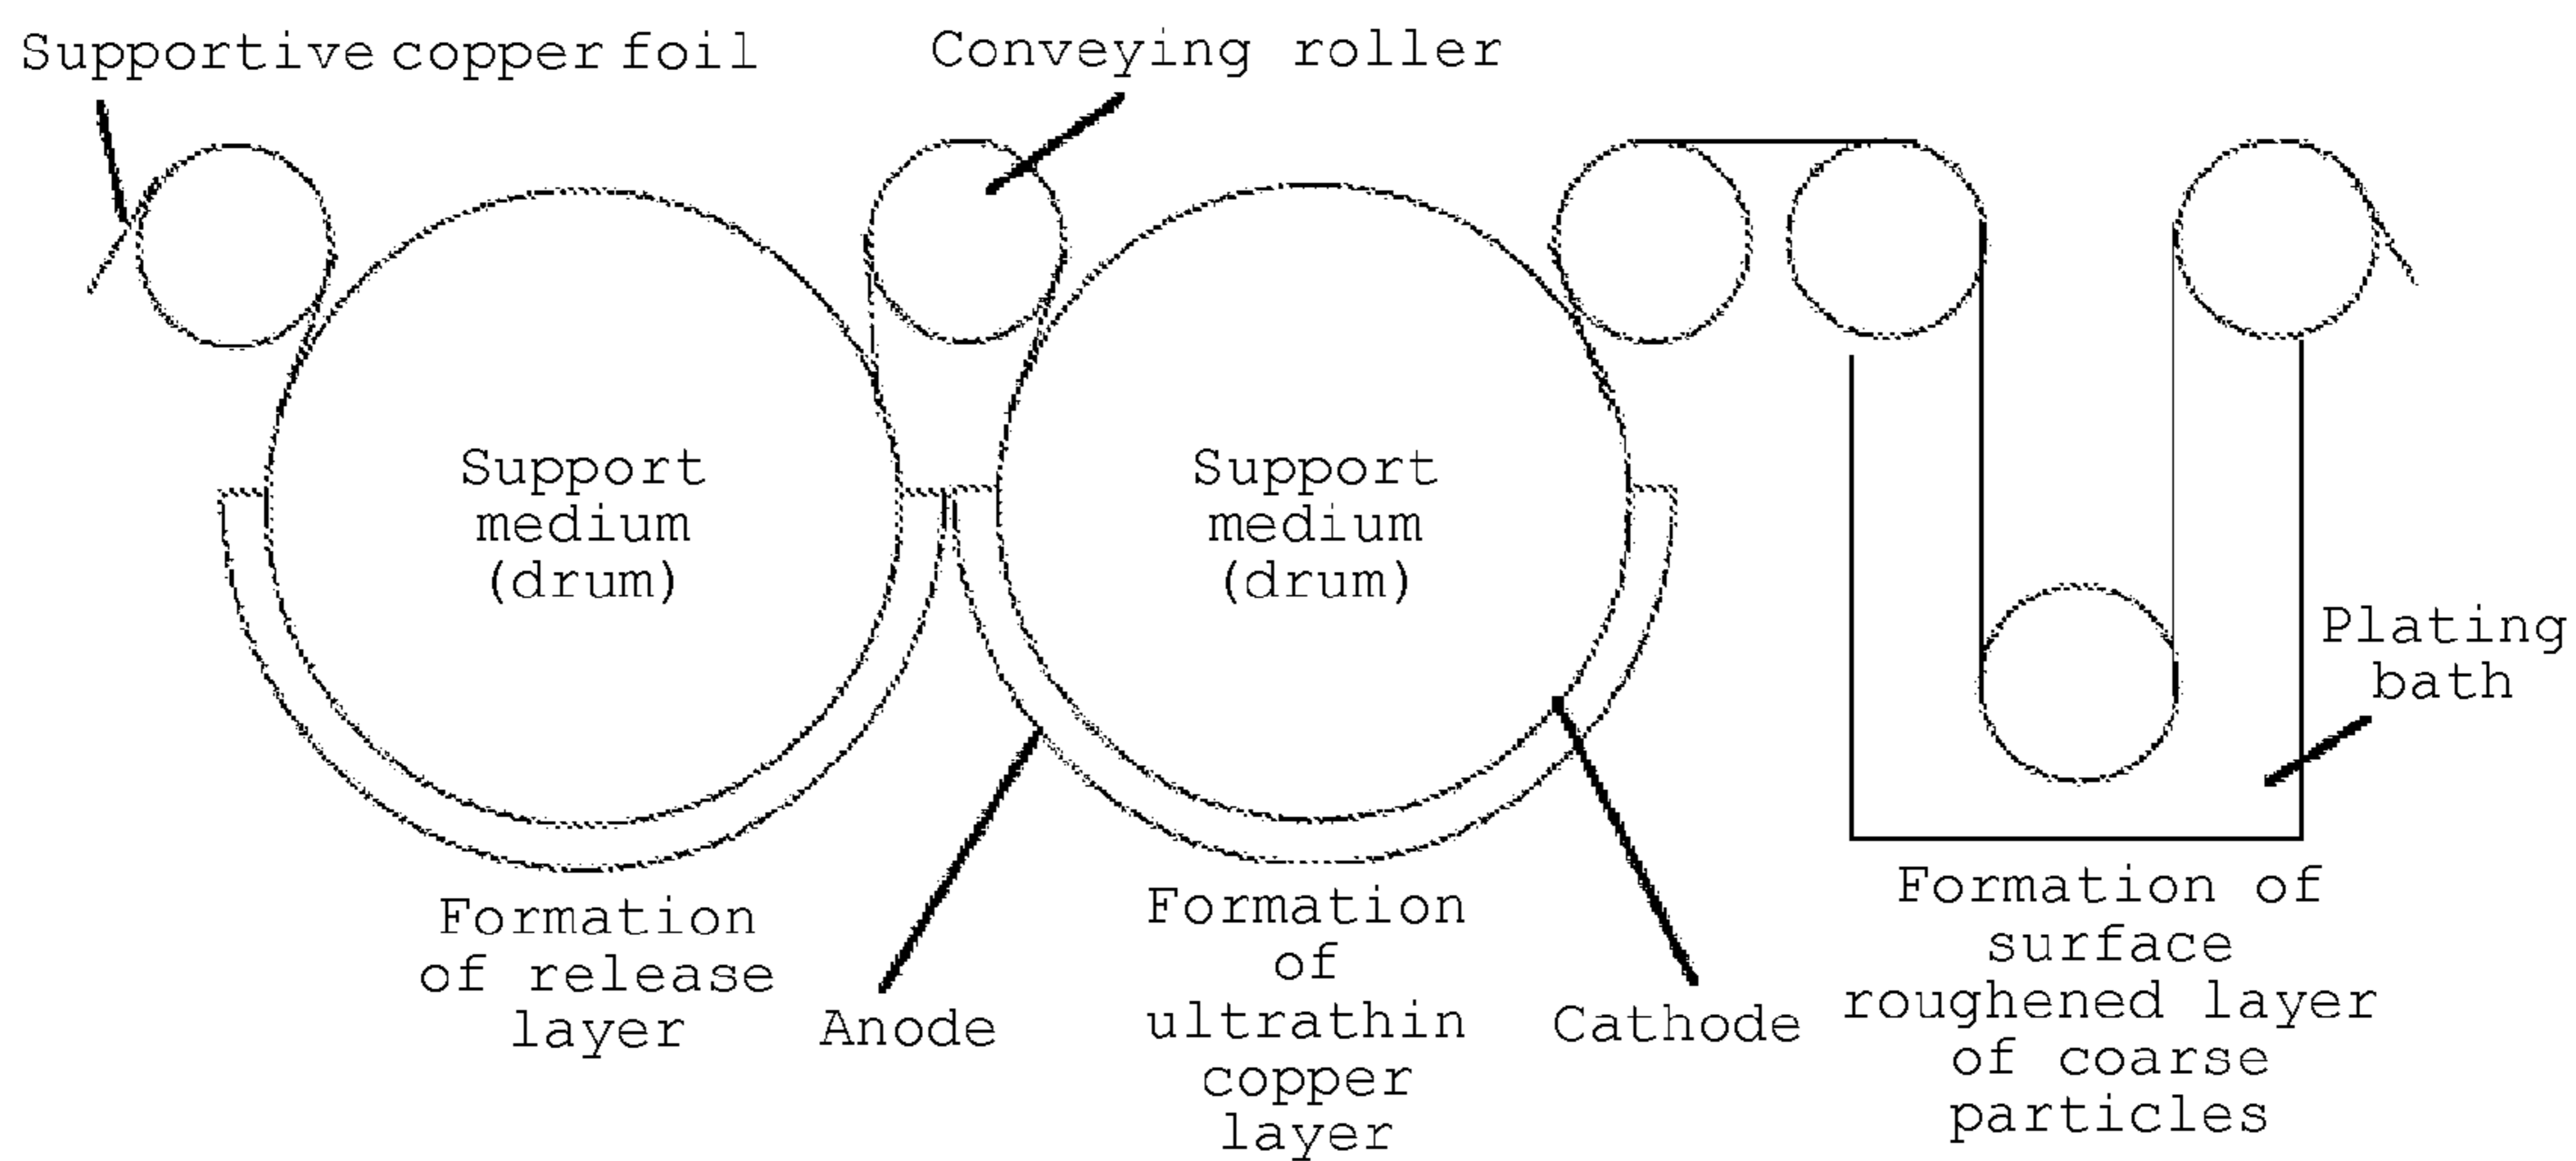 Supportive copper foil
Conveying roller
Support
medium
(drum)
Support
medium
(drum)
Plating
bath
Formation
of release
layer
Anode
Formation
of
ultrathin
copper
layer
Cathode
Formation of
surface
roughened layer
of coarse
particles